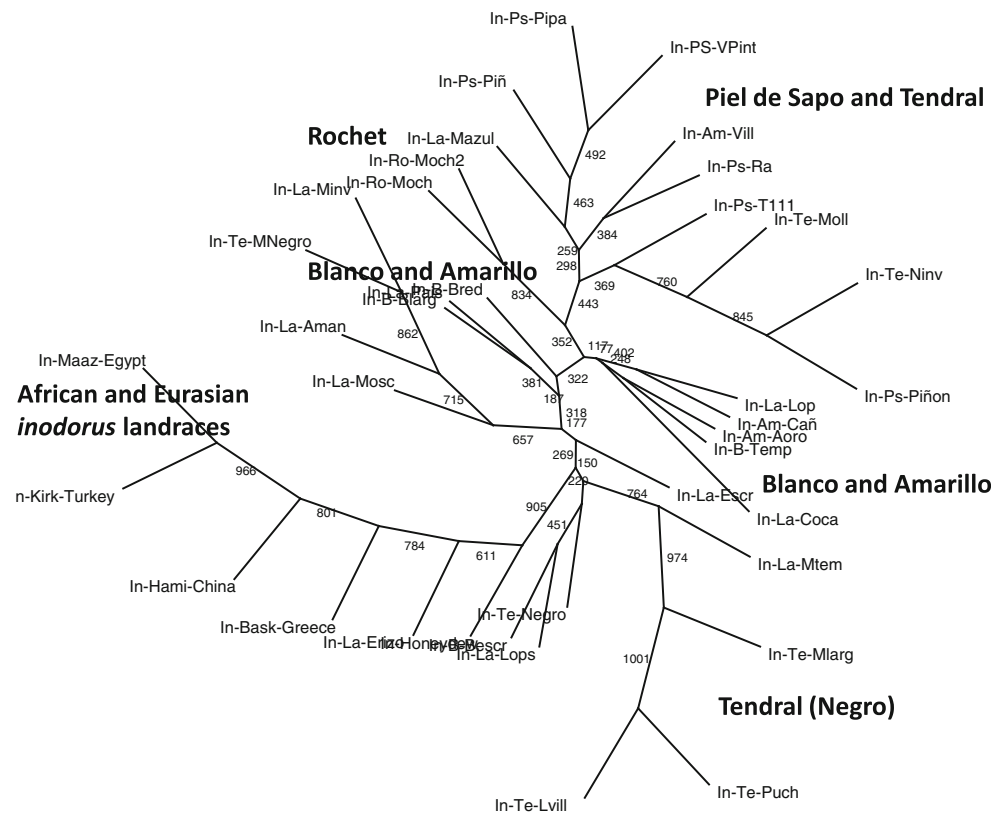 In-Ps-Pipa
In-PS-VPint
In-Ps-Piñ
Piel de Sapo and Tendral
492
In-Am-Vill
Rochet
In-La-Mazul
In-Ro-Moch2
In-Ps-Ra
In-La-Minv
In-Ro-Moch
463
In-Ps-T111
In-Te-Moll
384
In-Te-MNegro
259
298
Blanco and Amarillo
369
760
In-Te-Ninv
In-B-Bred
In-B-Blarg
834
443
845
In-La-Aman
862
352
117
77
402
248
In-Maaz-Egypt
In-La-Mosc
381
322
African and Eurasian
inodorus landraces
715
187
318
177
In-Ps-Piñon
In-La-Lop
In-Am-Cañ
In-Am-Aoro
In-B-Temp
657
269
150
966
229
764
In-La-Escr
Blanco and Amarillo
n-Kirk-Turkey
801
905
451
In-La-Coca
784
611
974
In-La-Mtem
In-Hami-China
In-Te-Negro
In-Bask-Greece
In-La-Lops
1001
In-Te-Mlarg
Tendral (Negro)
In-Te-Lvill
In-Te-Puch